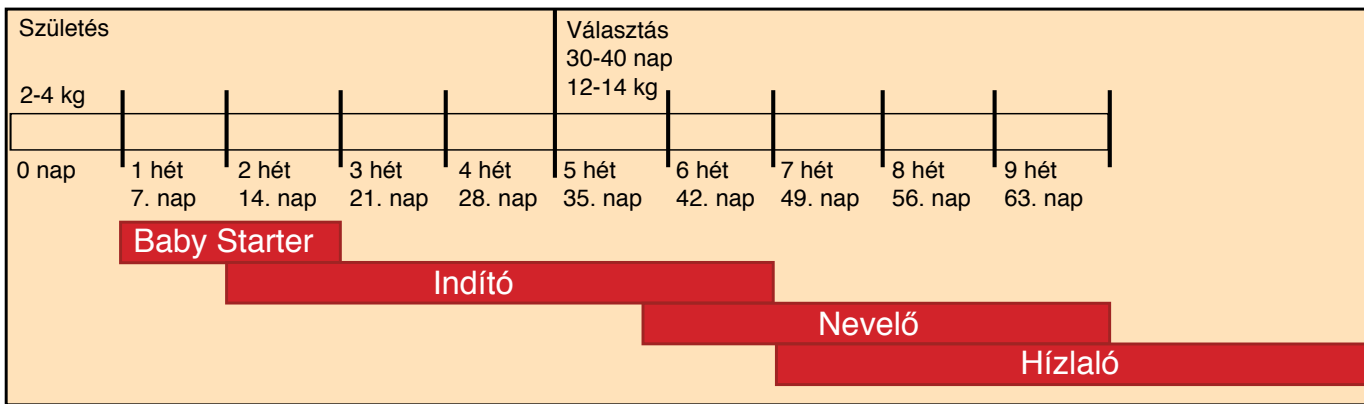 Születés
Választás
30-40 nap
12-14 kg
2-4 kg
0 nap
1 hét
7. nap
2 hét
14. nap
3 hét
21. nap
4 hét
28. nap
5 hét
35. nap
6 hét
42. nap
7 hét
49. nap
8 hét
56. nap
9 hét
63. nap
Baby Starter
Indító
Nevelő
Hízlaló